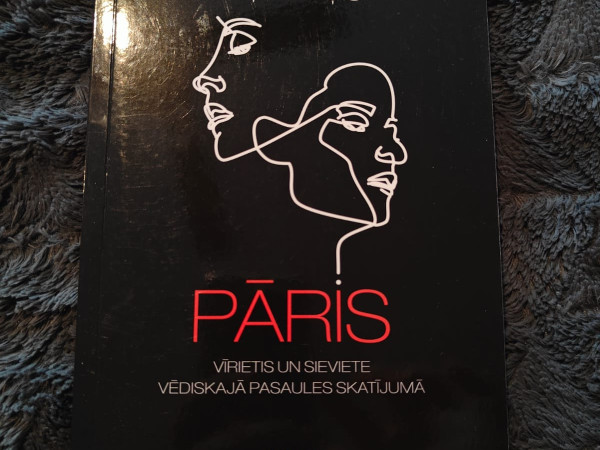 PĀRiS
VĪRIETIS UN SIEVIETE
VĒDISKAJĀ PASAULES SKATĪJUMĀ